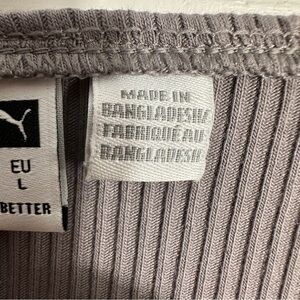 EU
L
BETTER
MADE IN
BANGLADESH/
FABRIQUÉ AU
BANGLADESH